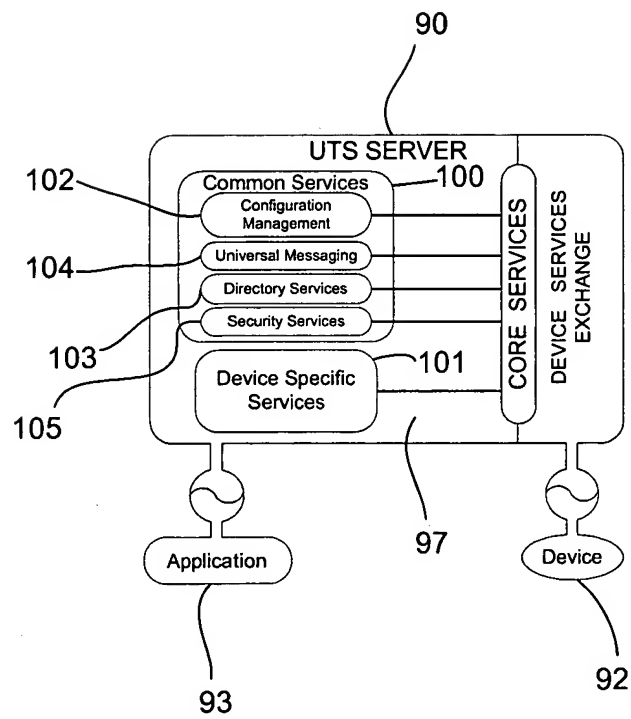 90
UTS SERVER
100
Common Services
102
Configuration
Management
104
Universal Messaging
Directory Services
103
Security Services
105
101
Device Specific
Services
CORE SERVICES
DEVICE SERVICES
EXCHANGE
97
Application
Device
93
92